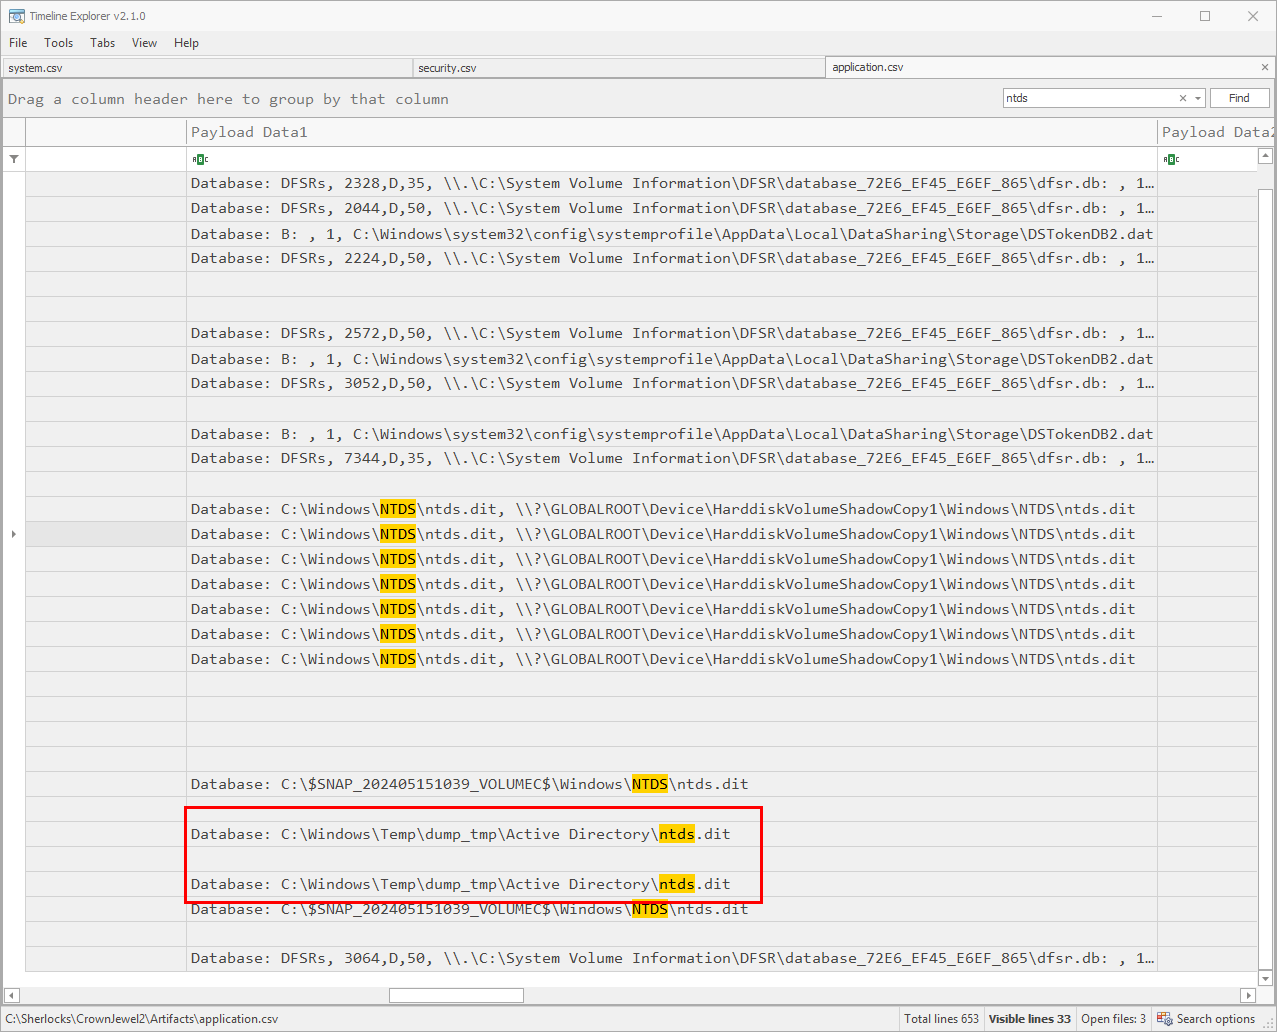 Timeline Explorer v2.1.0
File Tools Tabs View Help
system.csv security.csv application.csv
Drag a column header here to group by that column ntds Find
Payload Data1 Payload Data2
Database: DFSRs, 2328,D,35, \\.\C:\System Volume Information\DFSR\database_72E6_EF45_E6EF_865\dfsr.db: , 1…
Database: DFSRs, 2044,D,50, \\.\C:\System Volume Information\DFSR\database_72E6_EF45_E6EF_865\dfsr.db: , 1…
Database: B: , 1, C:\Windows\system32\config\systemprofile\AppData\Local\DataSharing\Storage\DSTokenDB2.dat
Database: DFSRs, 2224,D,50, \\.\C:\System Volume Information\DFSR\database_72E6_EF45_E6EF_865\dfsr.db: , 1…
Database: DFSRs, 2572,D,50, \\.\C:\System Volume Information\DFSR\database_72E6_EF45_E6EF_865\dfsr.db: , 1…
Database: B: , 1, C:\Windows\system32\config\systemprofile\AppData\Local\DataSharing\Storage\DSTokenDB2.dat
Database: DFSRs, 3052,D,50, \\.\C:\System Volume Information\DFSR\database_72E6_EF45_E6EF_865\dfsr.db: , 1…
Database: B: , 1, C:\Windows\system32\config\systemprofile\AppData\Local\DataSharing\Storage\DSTokenDB2.dat
Database: DFSRs, 7344,D,35, \\.\C:\System Volume Information\DFSR\database_72E6_EF45_E6EF_865\dfsr.db: , 1…
Database: C:\Windows\NTDS\ntds.dit, \\?\GLOBALROOT\Device\HarddiskVolumeShadowCopy1\Windows\NTDS\ntds.dit
Database: C:\Windows\NTDS\ntds.dit, \\?\GLOBALROOT\Device\HarddiskVolumeShadowCopy1\Windows\NTDS\ntds.dit
Database: C:\Windows\NTDS\ntds.dit, \\?\GLOBALROOT\Device\HarddiskVolumeShadowCopy1\Windows\NTDS\ntds.dit
Database: C:\Windows\NTDS\ntds.dit, \\?\GLOBALROOT\Device\HarddiskVolumeShadowCopy1\Windows\NTDS\ntds.dit
Database: C:\Windows\NTDS\ntds.dit, \\?\GLOBALROOT\Device\HarddiskVolumeShadowCopy1\Windows\NTDS\ntds.dit
Database: C:\Windows\NTDS\ntds.dit, \\?\GLOBALROOT\Device\HarddiskVolumeShadowCopy1\Windows\NTDS\ntds.dit
Database: C:\Windows\NTDS\ntds.dit, \\?\GLOBALROOT\Device\HarddiskVolumeShadowCopy1\Windows\NTDS\ntds.dit
Database: C:\$SNAP_202405151039_VOLUMEC$\Windows\NTDS\ntds.dit
Database: C:\Windows\Temp\dump_tmp\Active Directory\ntds.dit
Database: C:\Windows\Temp\dump_tmp\Active Directory\ntds.dit
Database: C:\$SNAP_202405151039_VOLUMEC$\Windows\NTDS\ntds.dit
Database: DFSRs, 3064,D,50, \\.\C:\System Volume Information\DFSR\database_72E6_EF45_E6EF_865\dfsr.db: , 1…
C:\Sherlocks\CrownJewel2\Artifacts\application.csv Total lines 653 Visible lines 33 Open files: 3 Search options